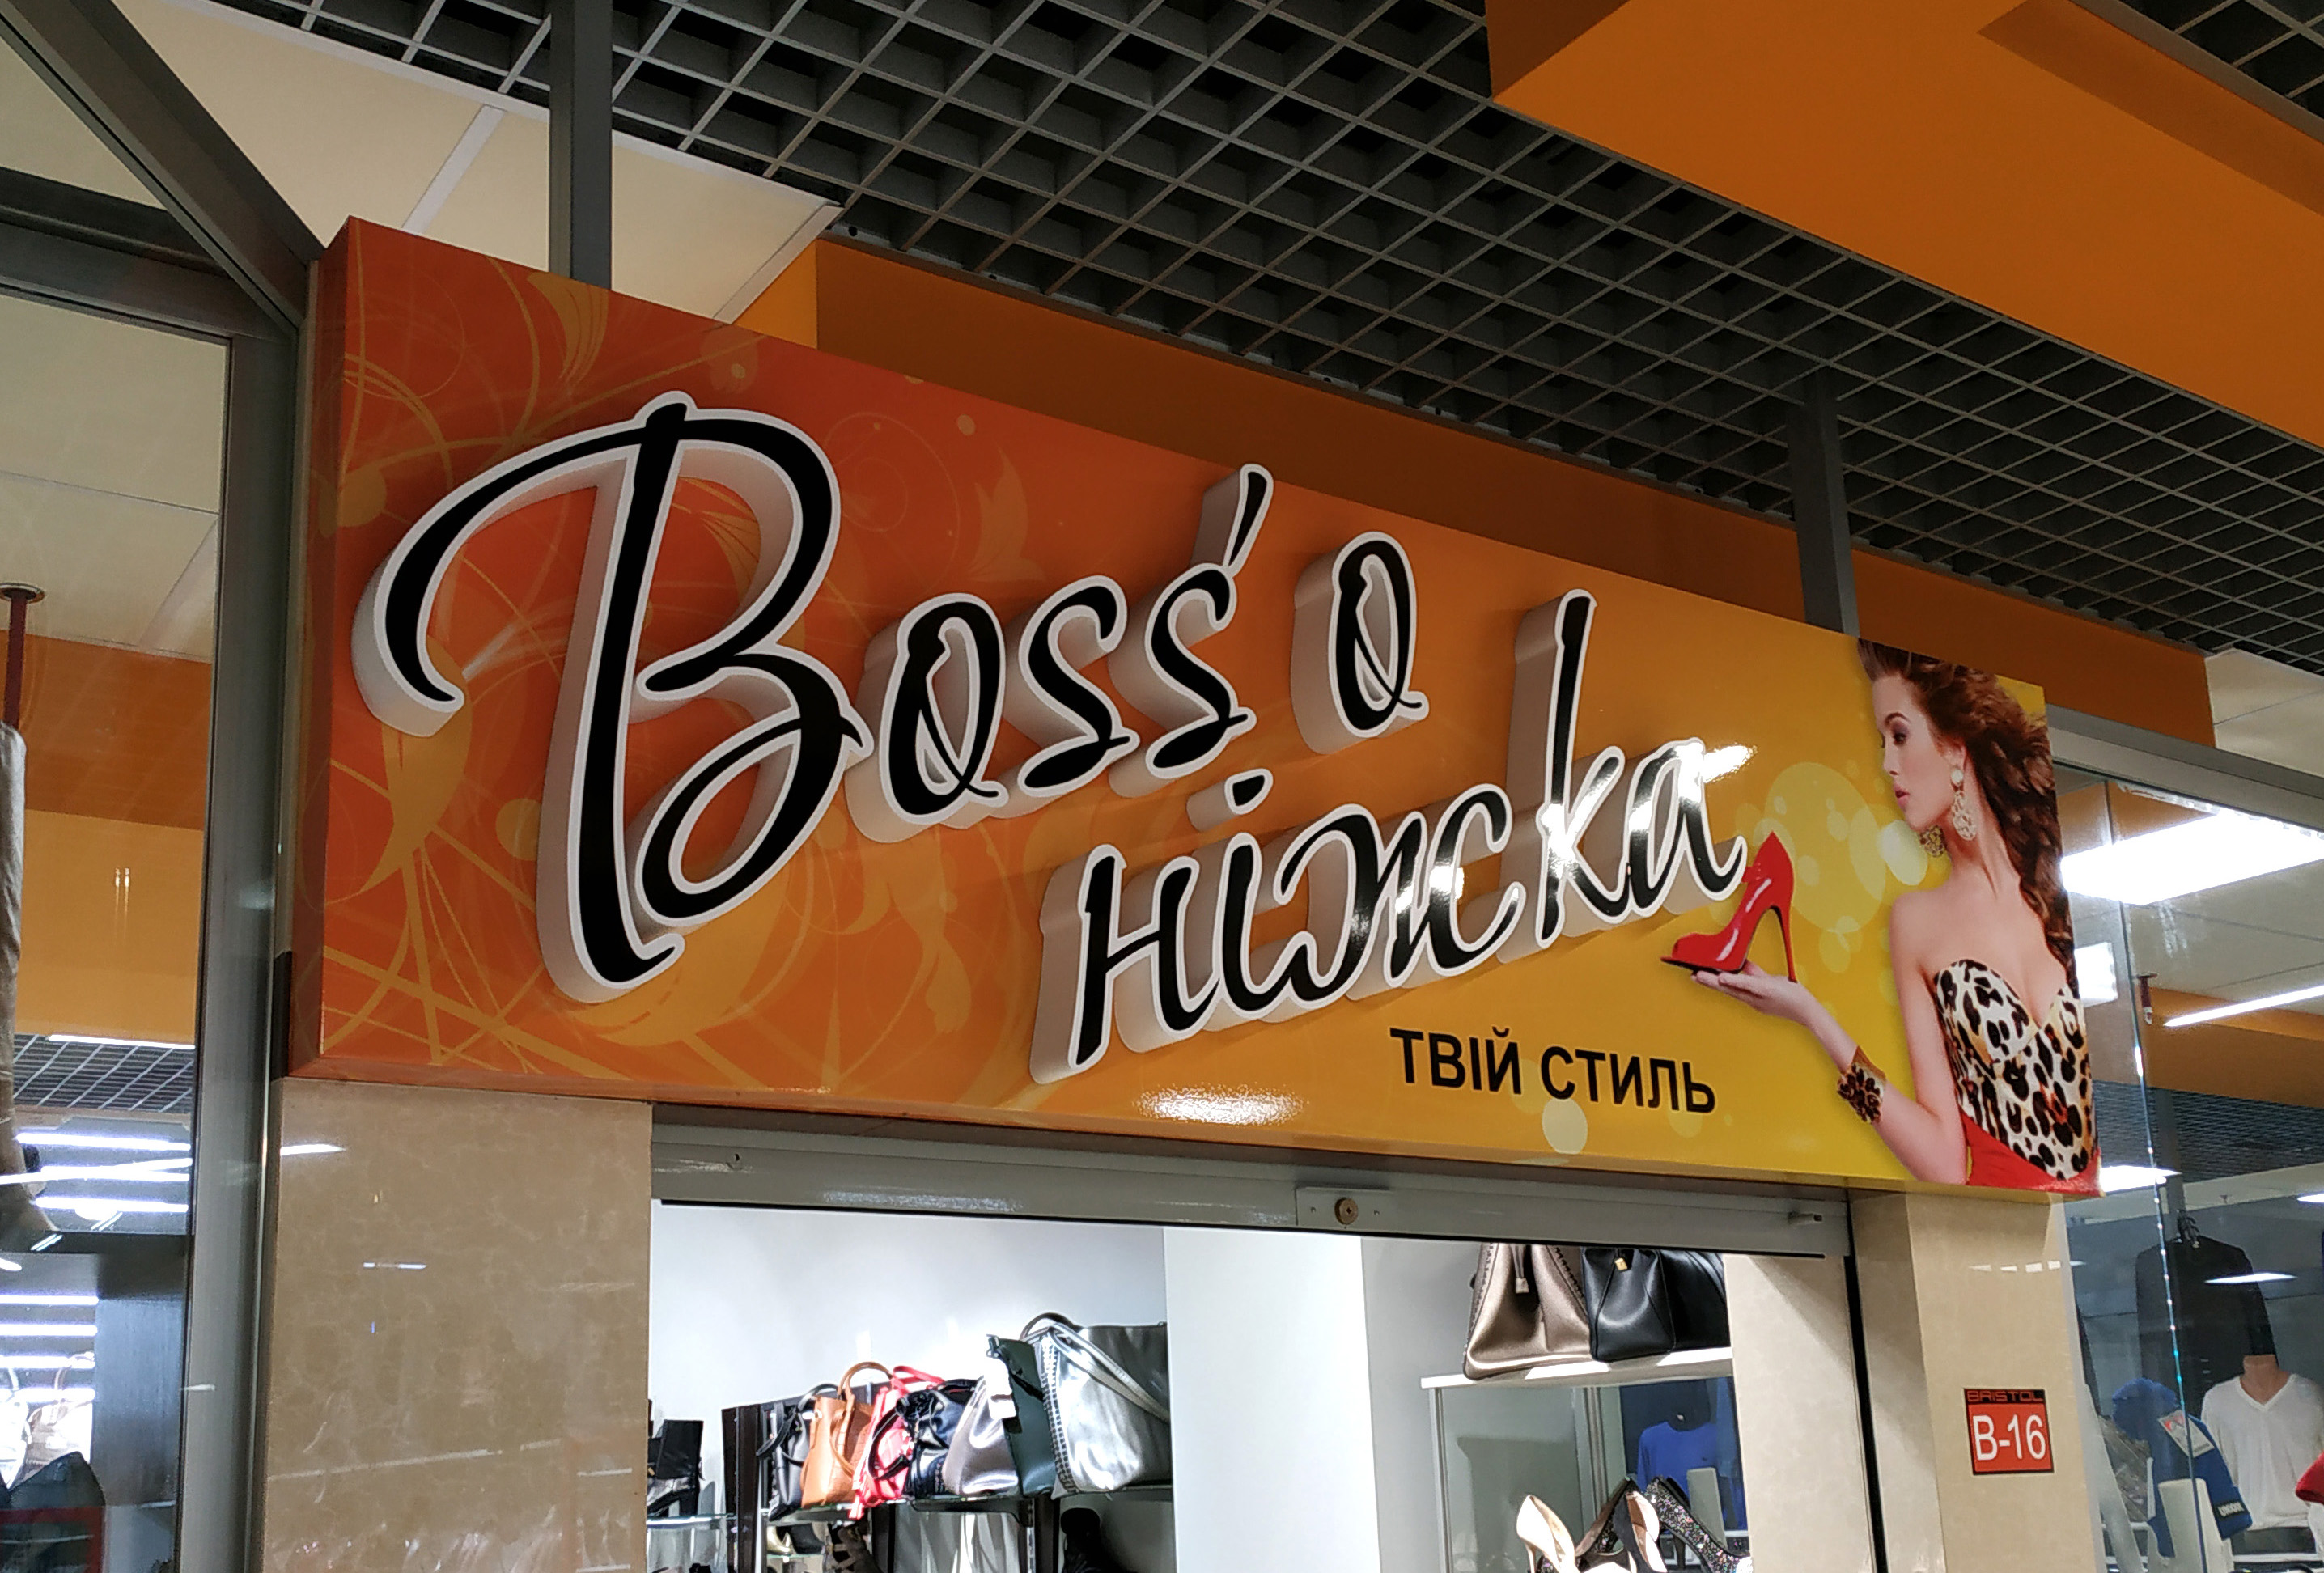 Boss'о
ніжка
ТВІЙ СТИЛЬ
BRISTOL
B-16